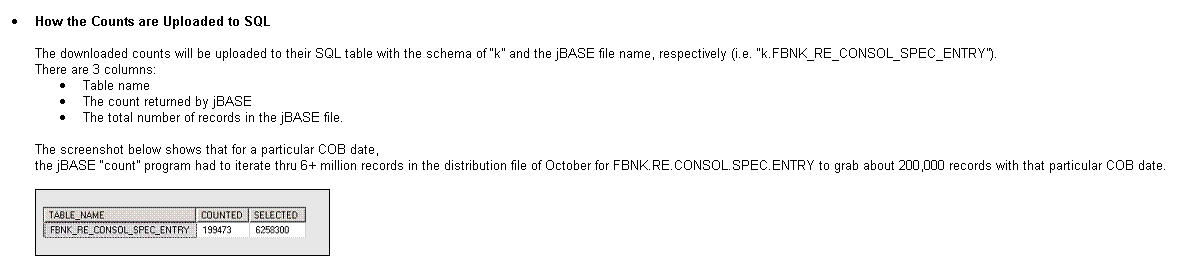 • How the Counts are Uploaded to SQL
The downloaded counts will be uploaded to their SQL table with the schema of "k" and the jBASE file name, respectively (i.e. "k.FBNK_RE_CONSOL_SPEC_ENTRY").
There are 3 columns:
• Table name
• The count returned by jBASE
• The total number of records in the jBASE file.
The screenshot below shows that for a particular COB date,
the jBASE "count" program had to iterate thru 6+ million records in the distribution file of October for FBNK.RE.CONSOL.SPEC.ENTRY to grab about 200,000 records with that particular COB date.
TABLE_NAME COUNTED SELECTED
FBNK_RE_CONSOL_SPEC_ENTRY 199473 6258300